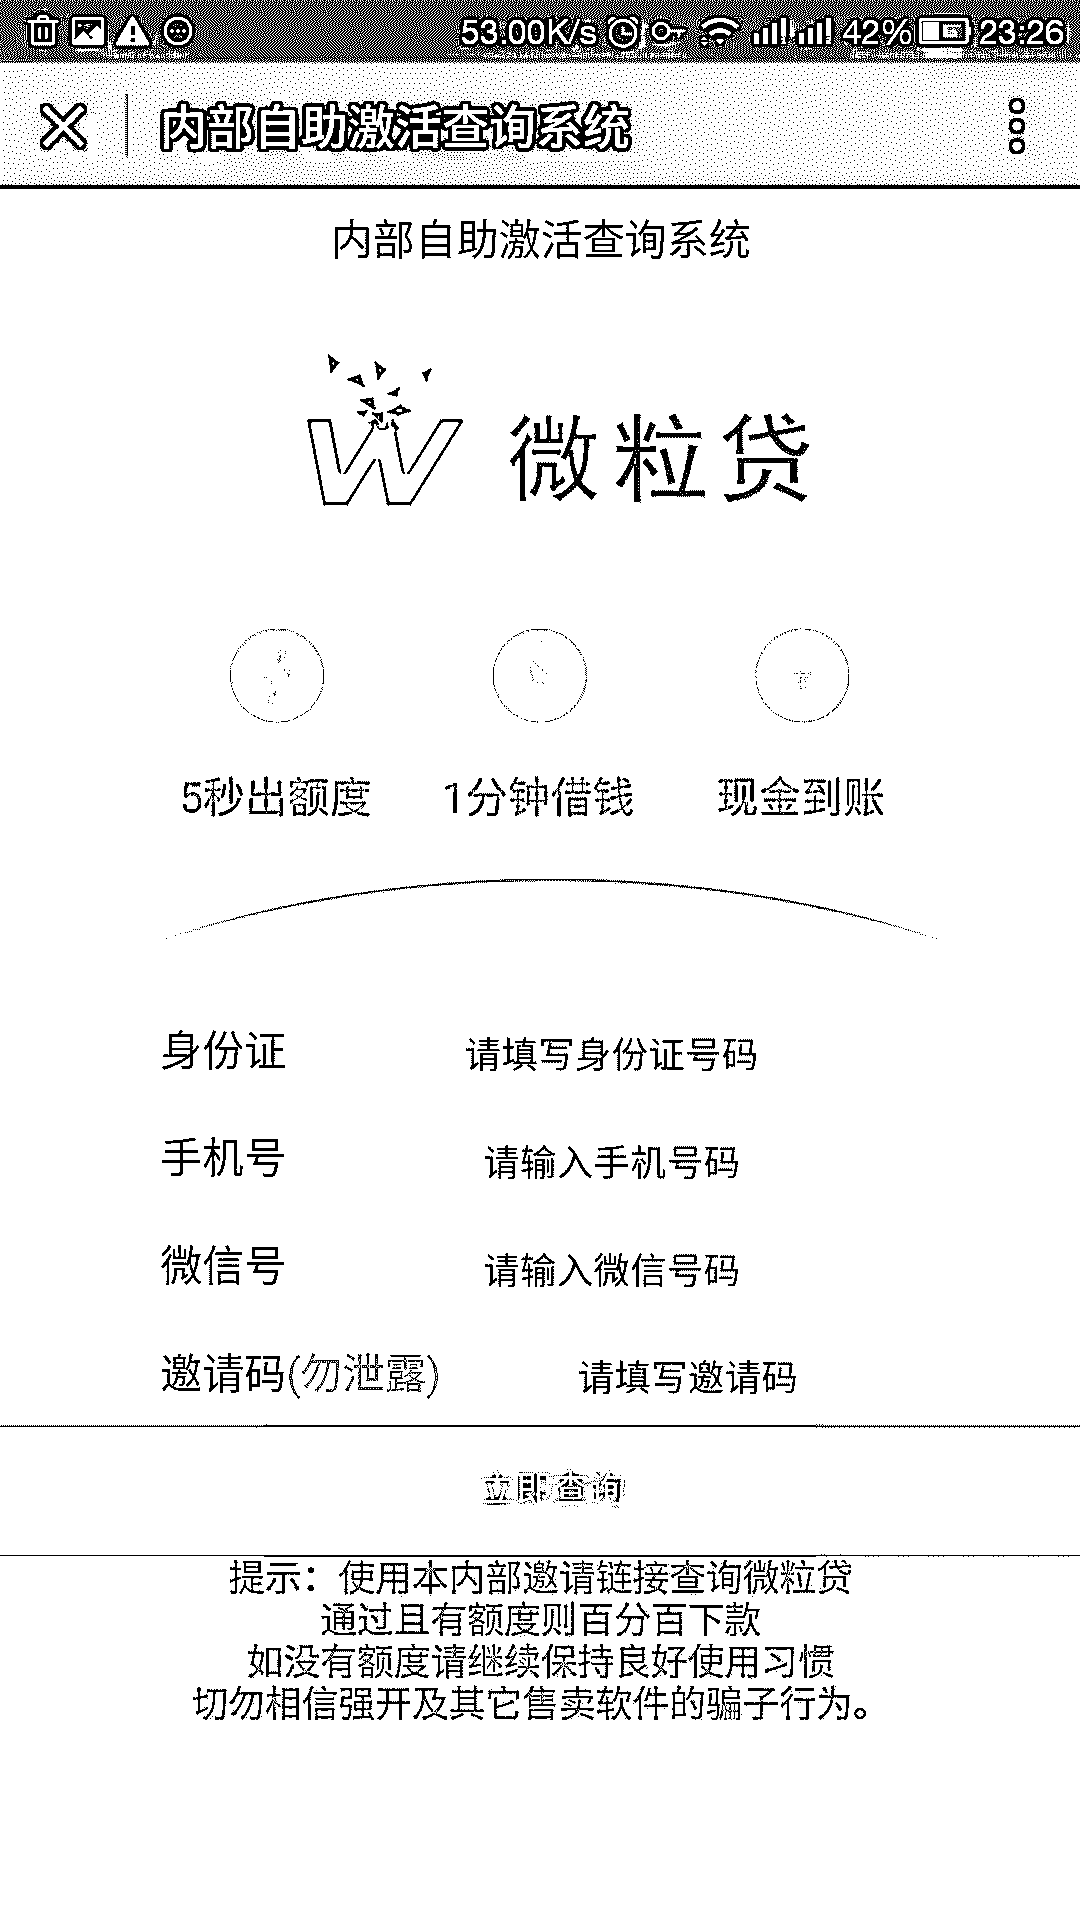 53.00K/s 42% 23:26
内部自助激活查询系统
内部自助激活查询系统
微粒贷
5秒出额度 1分钟借钱 现金到账
身份证 请填写身份证号码
手机号 请输入手机号码
微信号 请输入微信号码
邀请码(勿泄露) 请填写邀请码
立即查询
提示：使用本内部邀请链接查询微粒贷
通过且有额度则百分百下款
如没有额度请继续保持良好使用习惯
切勿相信强开及其它售卖软件的骗子行为。